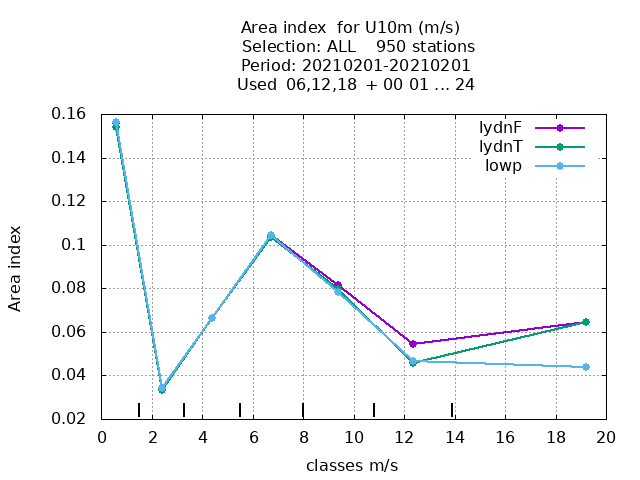 Area index  for U10m (m/s)
Selection: ALL    950 stations
Period: 20210201-20210201
Used  06,12,18  + 00 01 ... 24
lydnF
lydnT
lowp
0.16
0.14
0.12
0.1
0.08
0.06
0.04
0.02
Area index
0 2 4 6 8 10 12 14 16 18 20
classes m/s